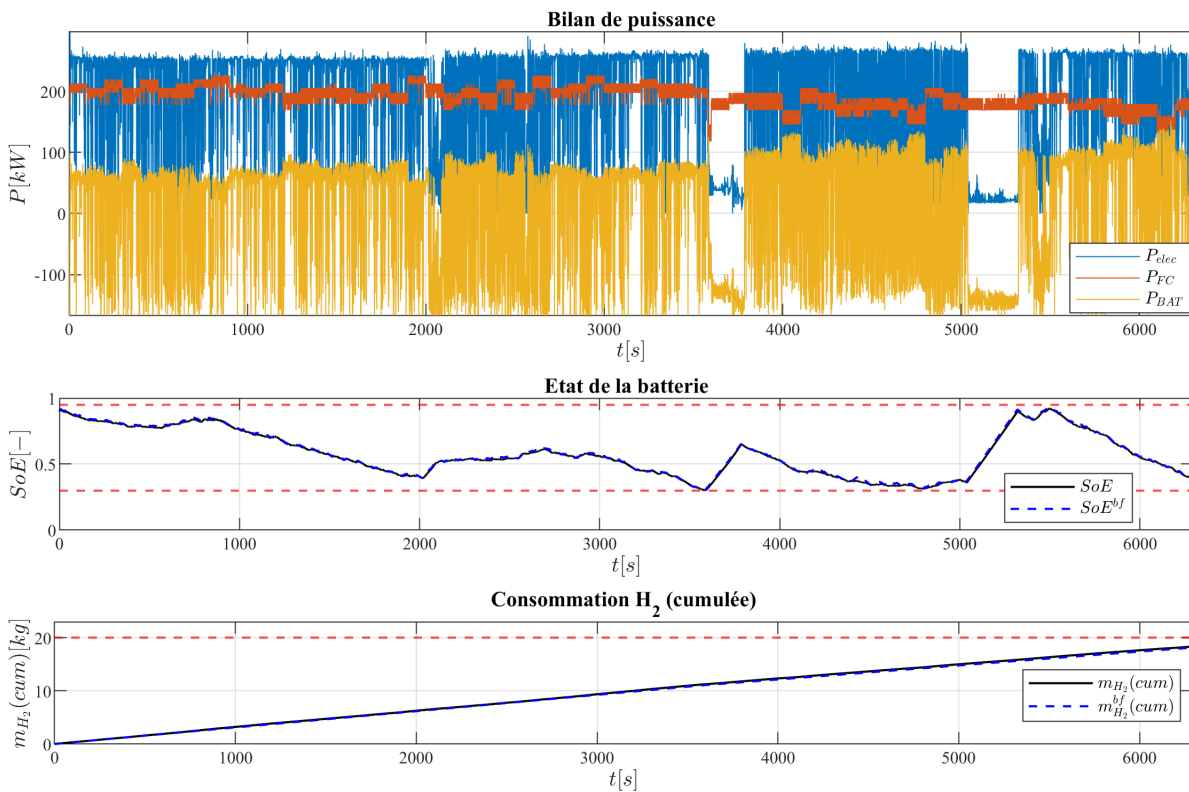 Bilan de puissance
P[kW]
200
100
0
-100
P_elec
P_FC
P_BAT
0 1000 2000 3000 4000 5000 6000
t[s]
Etat de la batterie
SoE[−]
1
0.5
0
SoE
SoE^bf
0 1000 2000 3000 4000 5000 6000
t[s]
Consommation H₂ (cumulée)
m_H₂(cum)[kg]
20
10
0
m_H₂(cum)
m^bf_H₂(cum)
0 1000 2000 3000 4000 5000 6000
t[s]